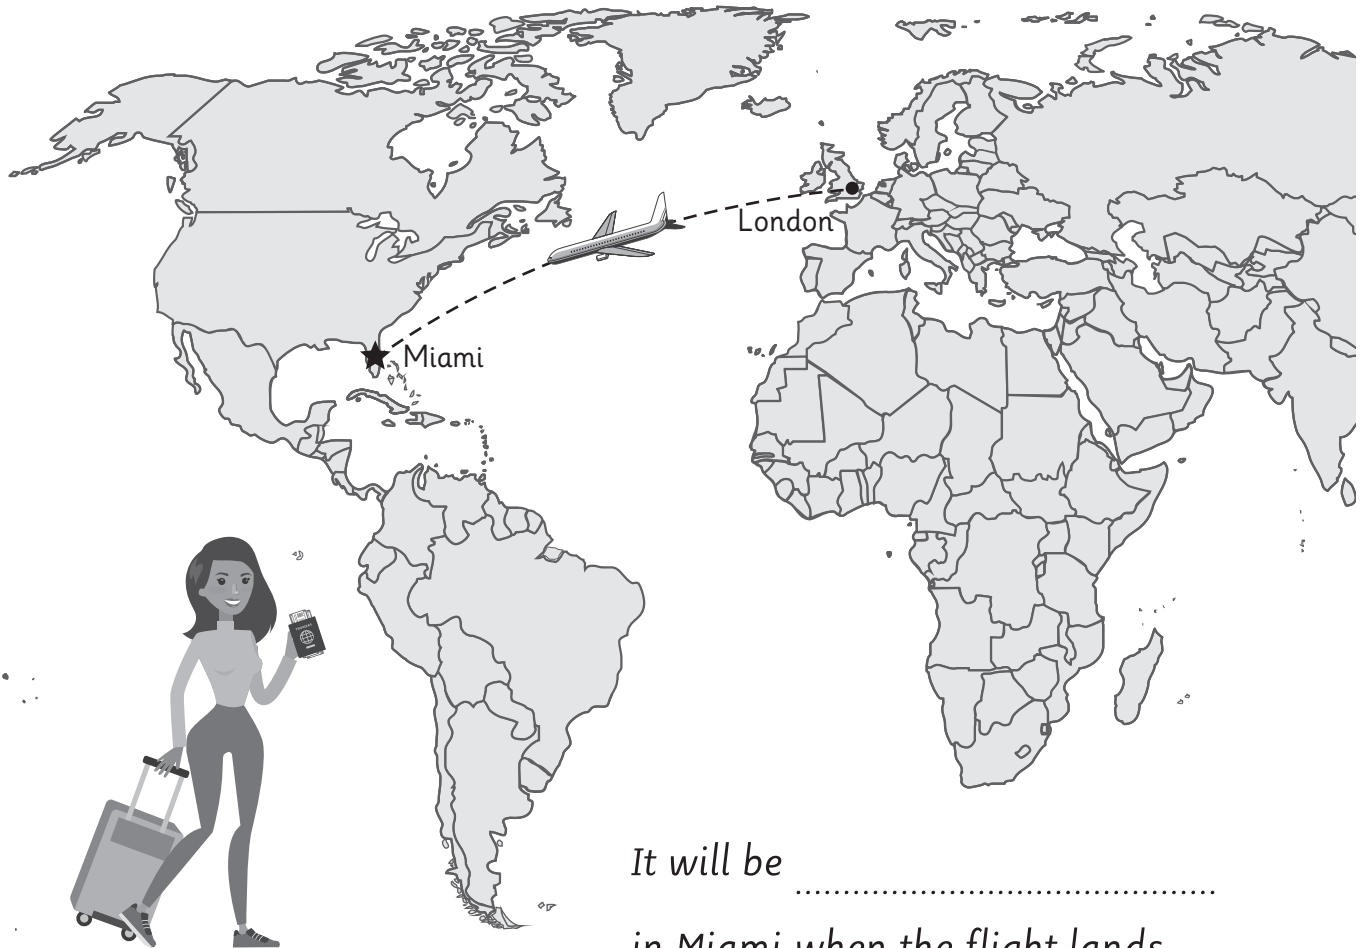 London
Miami
It will be ............................................
in Miami when the flight lands